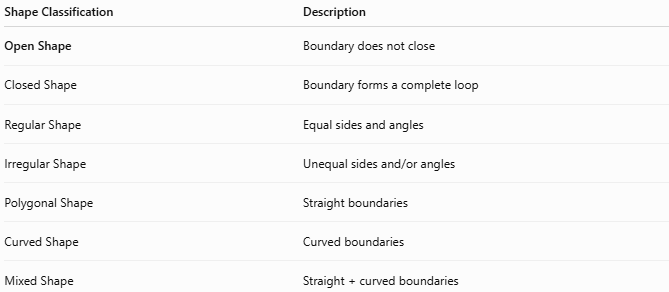 Shape Classification Description
Open Shape Boundary does not close
Closed Shape Boundary forms a complete loop
Regular Shape Equal sides and angles
Irregular Shape Unequal sides and/or angles
Polygonal Shape Straight boundaries
Curved Shape Curved boundaries
Mixed Shape Straight + curved boundaries